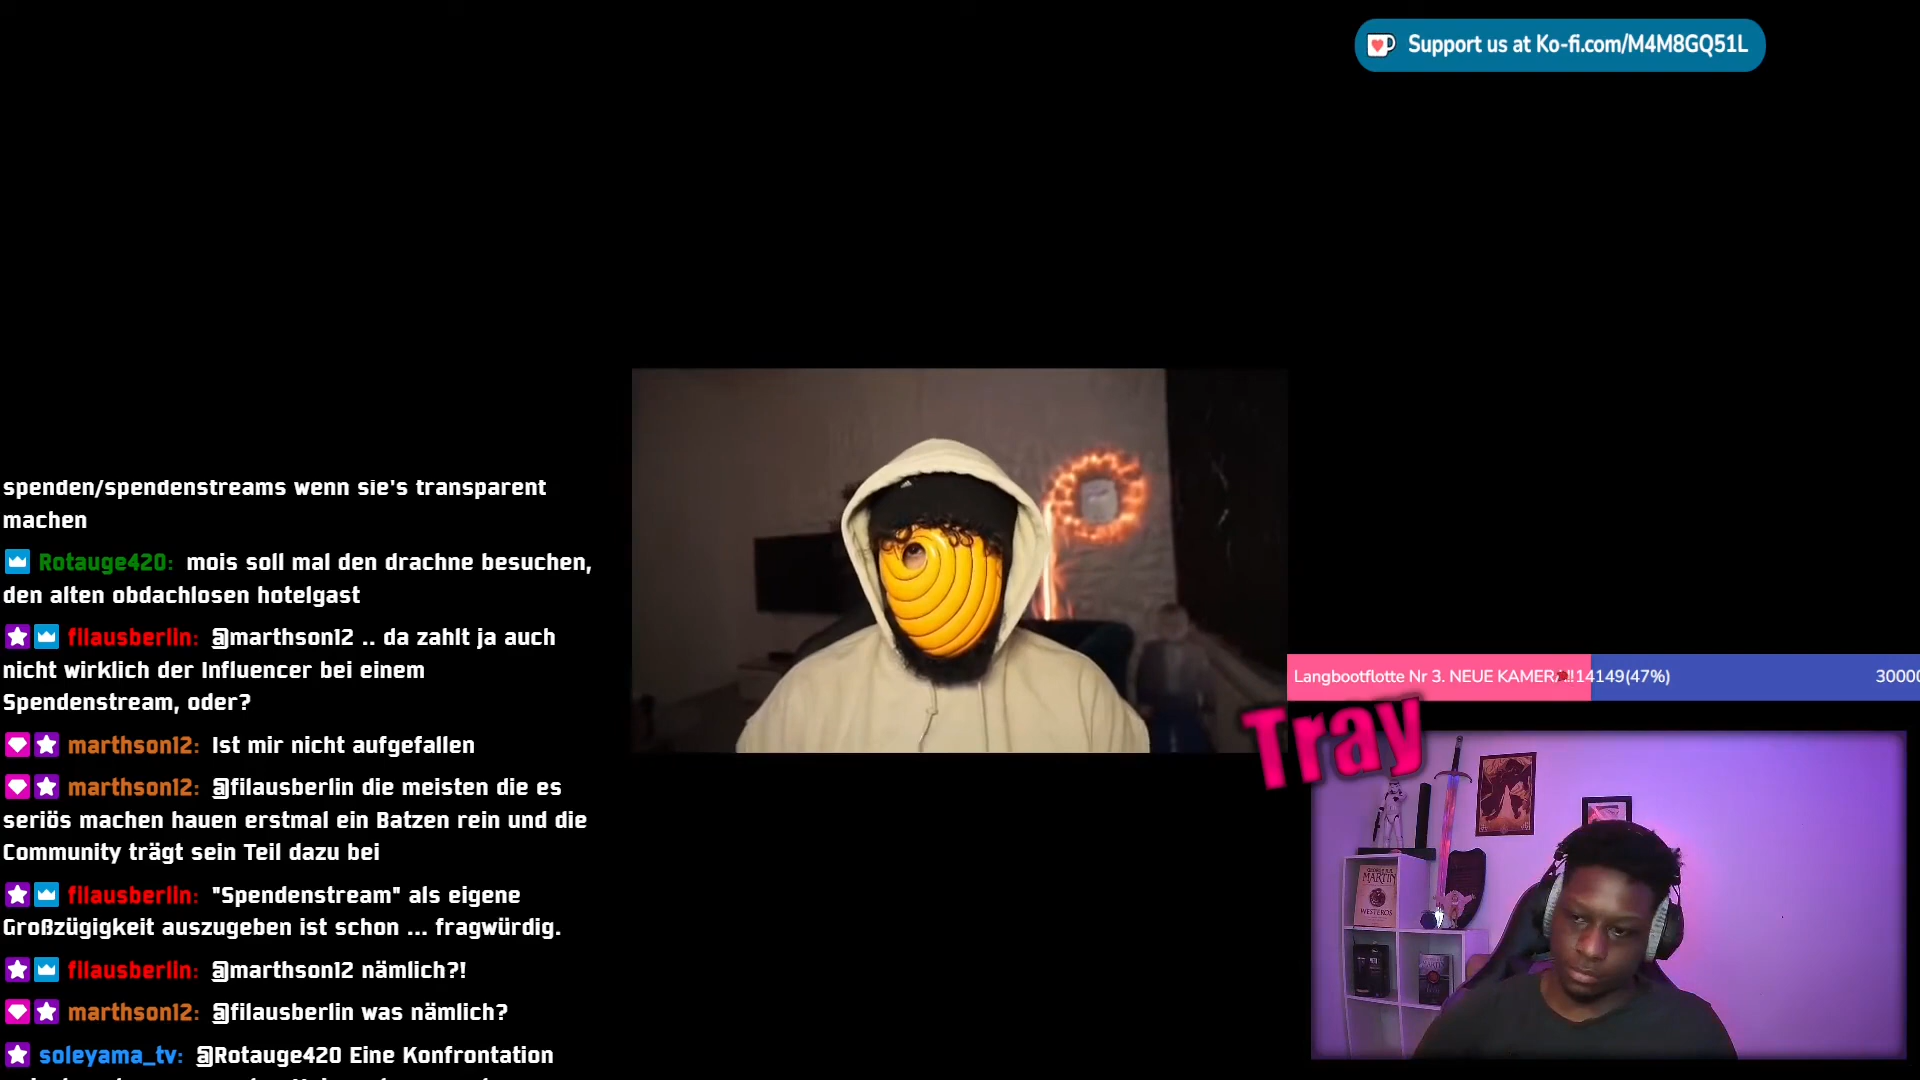 Support us at Ko-fi.com/M4M8GQ51L
spenden/spendenstreams wenn sie's transparent
machen
Rotauge420: mois soll mal den drachne besuchen,
den alten obdachlosen hotelgast
filausberlin: @marthson12 .. da zahlt ja auch
nicht wirklich der Influencer bei einem
Spendenstream, oder?
marthson12: Ist mir nicht aufgefallen
marthson12: @filausberlin die meisten die es
seriös machen hauen erstmal ein Batzen rein und die
Community trägt sein Teil dazu bei
filausberlin: "Spendenstream" als eigene
Großzügigkeit auszugeben ist schon ... fragwürdig.
filausberlin: @marthson12 nämlich?!
marthson12: @filausberlin was nämlich?
soleyama_tv: @Rotauge420 Eine Konfrontation
Langbootflotte Nr 3. NEUE KAMERA!! 14149(47%)
30000
Tray
MARTIN
WESTEROS